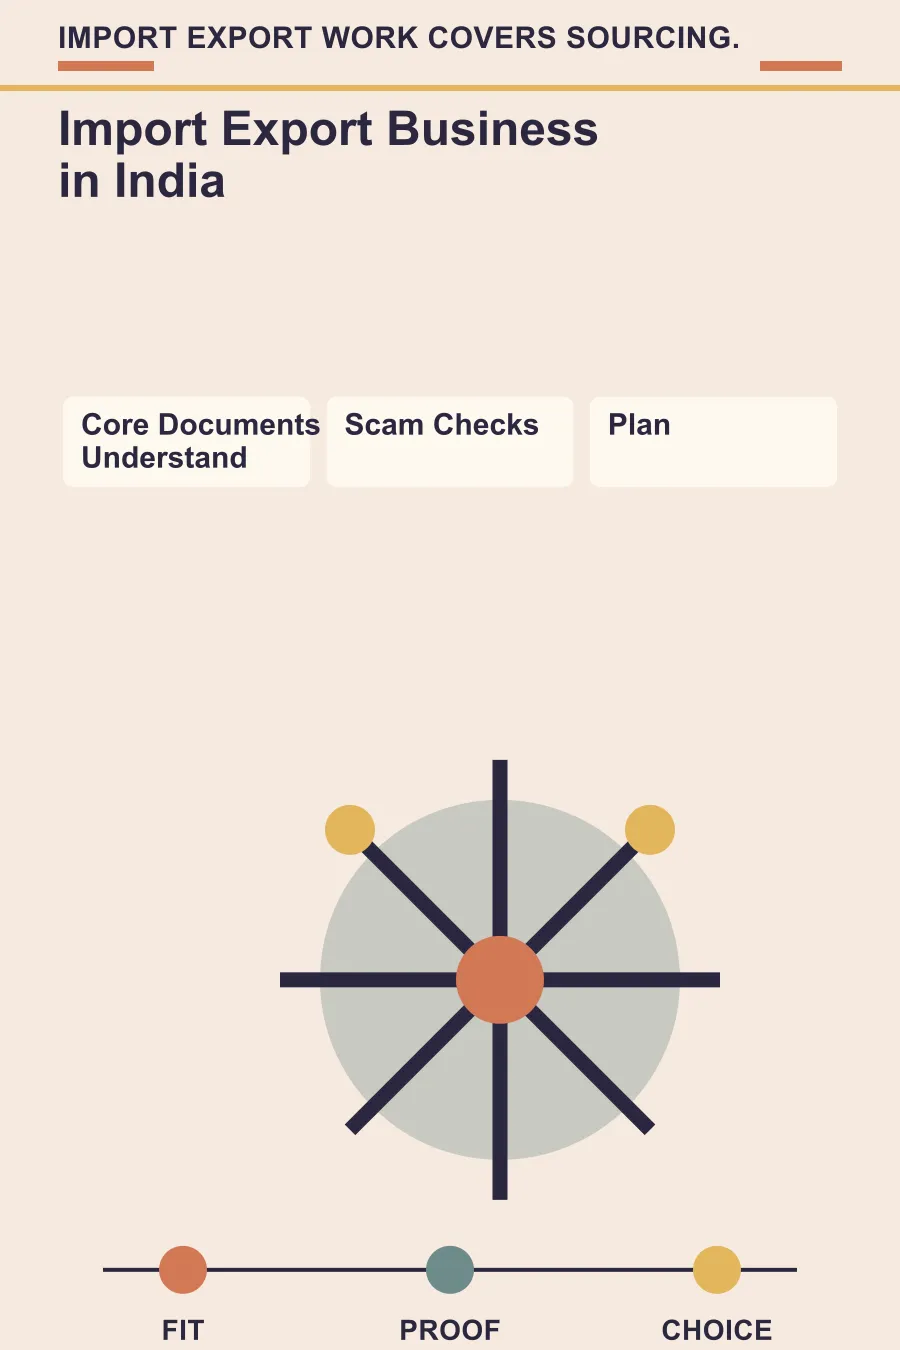 IMPORT EXPORT WORK COVERS SOURCING.
Import Export Business
in India
Core Documents
Understand
Scam Checks
Plan
FIT
PROOF
CHOICE